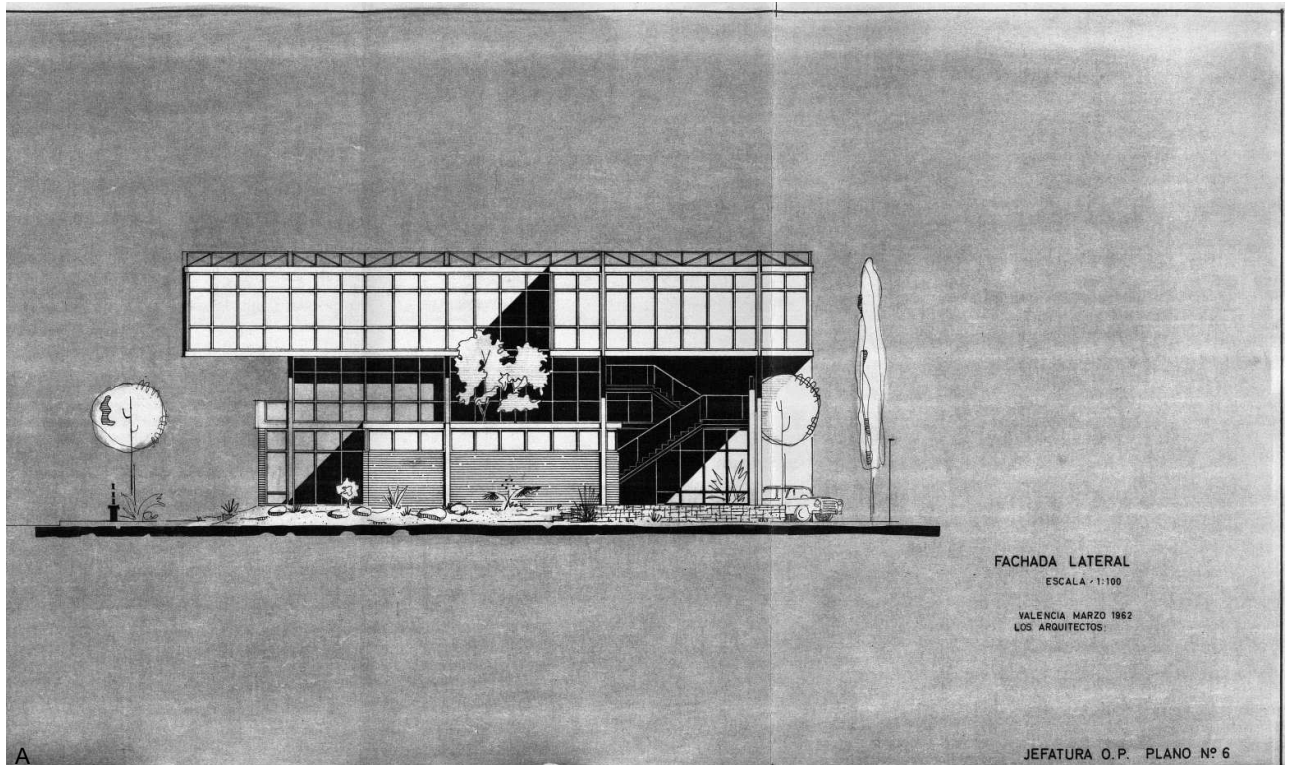 FACHADA LATERAL
ESCALA - 1:100
VALENCIA MARZO 1962
LOS ARQUITECTOS:
A
JEFATURA O.P. PLANO Nº 6